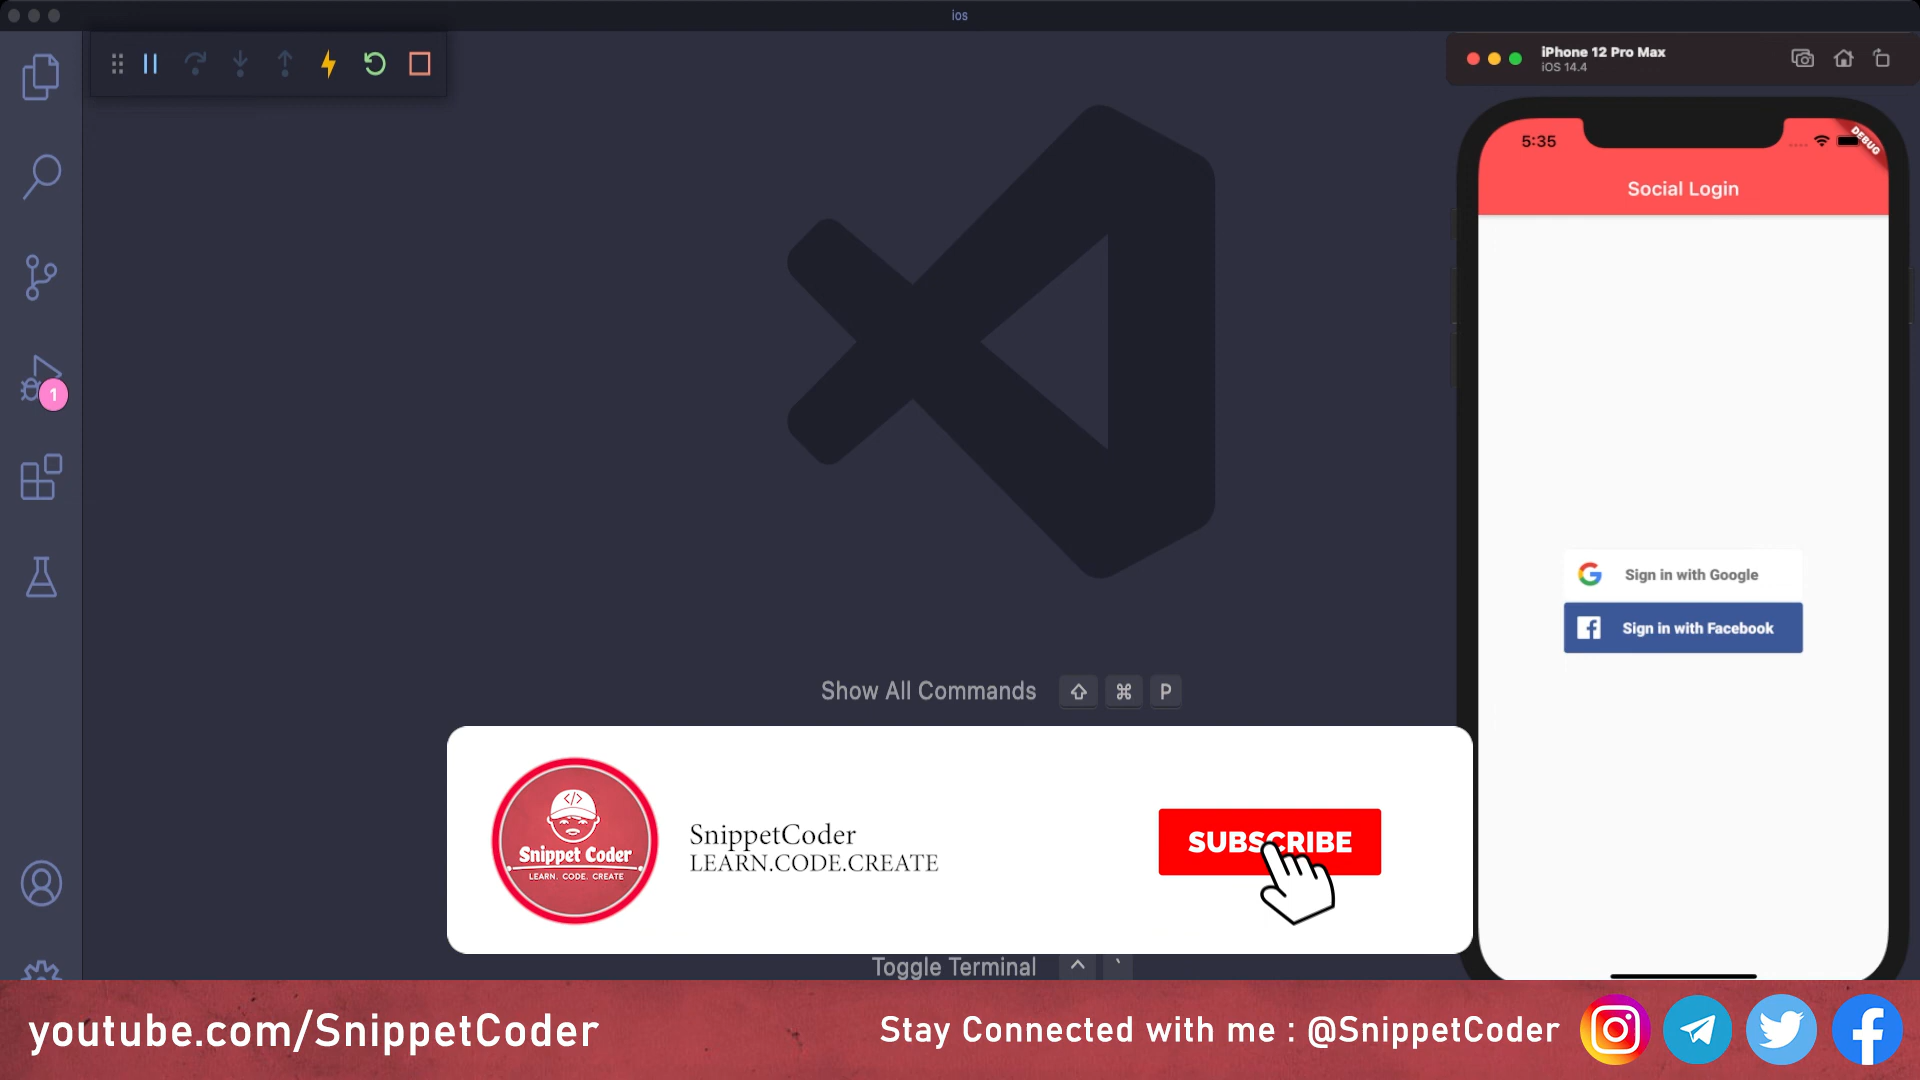 ios
iPhone 12 Pro Max
iOS 14.4
5:35
DEBUG
Social Login
1
Sign in with Google
Sign in with Facebook
Show All Commands ⇧ ⌘ P
</>
Snippet Coder
LEARN. CODE. CREATE
SnippetCoder
LEARN.CODE.CREATE
SUBSCRIBE
Toggle Terminal ^ `
youtube.com/SnippetCoder
Stay Connected with me : @SnippetCoder